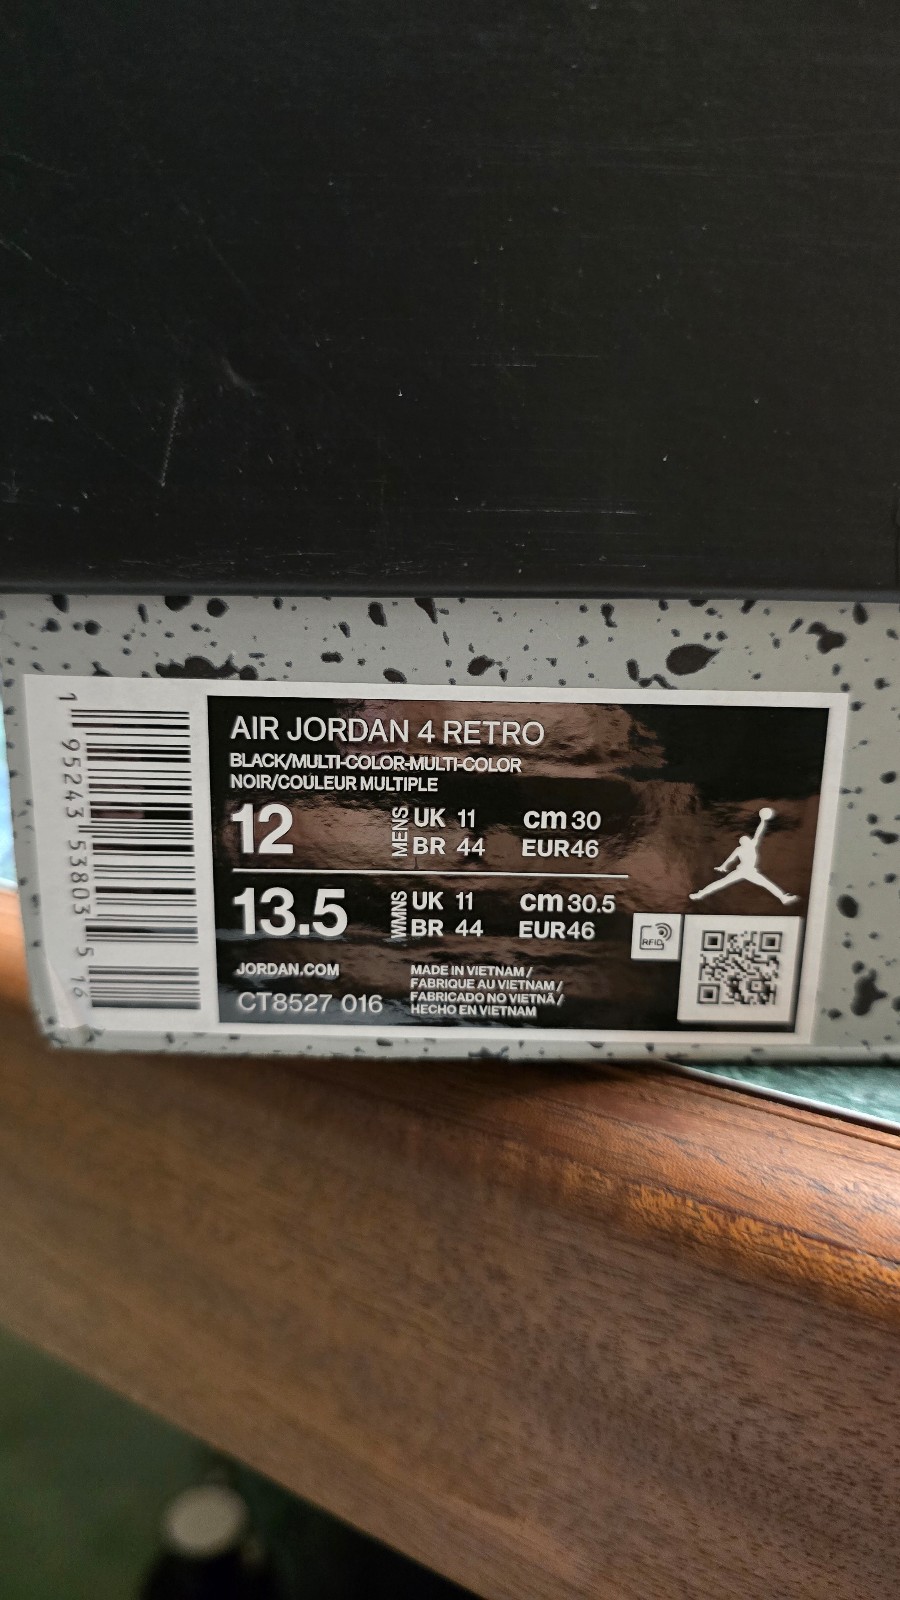 AIR JORDAN 4 RETRO
BLACK/MULTI-COLOR-MULTI-COLOR
NOIR/COULEUR MULTIPLE
12 MENS UK 11 cm 30
BR 44 EUR46
13.5 WMNS UK 11 cm 30.5
BR 44 EUR46
RFID
JORDAN.COM
CT8527 016
MADE IN VIETNAM /
FABRIQUE AU VIETNAM /
FABRICADO NO VIETNÃ /
HECHO EN VIETNAM
1 95243 53803 5 16